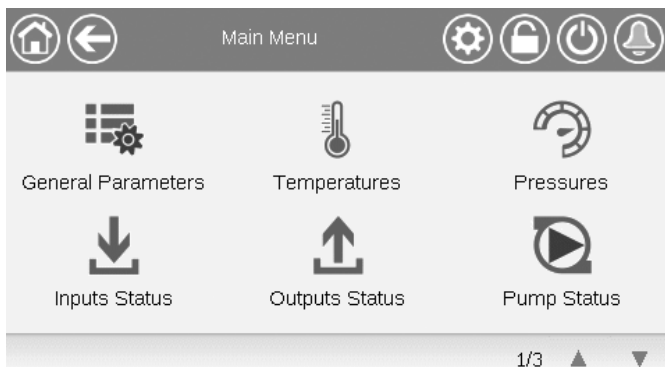 Main Menu
General Parameters Temperatures Pressures
Inputs Status Outputs Status Pump Status
1/3